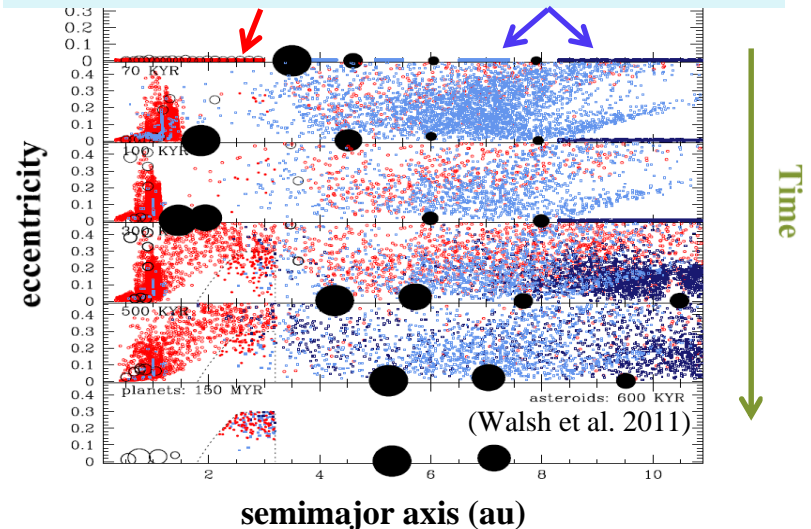 0.3
0.2
0.1
0
70 KYR
0.4
0.3
0.2
0.1
0
100 KYR
0.4
0.3
0.2
0.1
0
300 KYR
0.4
0.3
0.2
0.1
0
500 KYR
0.4
0.3
0.2
0.1
0
planets: 150 MYR
asteroids: 600 KYR
0.4
0.3
0.2
0.1
0
(Walsh et al. 2011)
2 4 6 8 10
semimajor axis (au)
eccentricity
Time